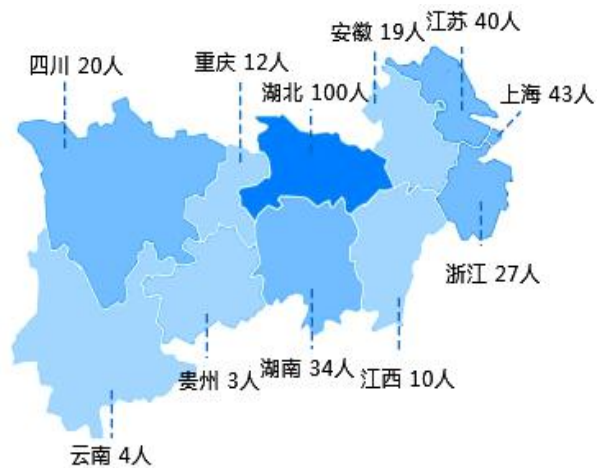 安徽 19人
江苏 40人
四川 20人
重庆 12人
湖北 100人
上海 43人
浙江 27人
贵州 3人
湖南 34人
江西 10人
云南 4人